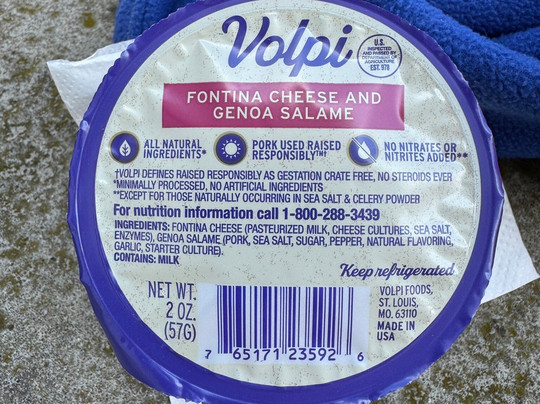 Volpi
U.S.
INSPECTED
AND PASSED BY
DEPARTMENT OF
AGRICULTURE
EST. 978
FONTINA CHEESE AND
GENOA SALAME
ALL NATURAL
INGREDIENTS*
PORK USED RAISED
RESPONSIBLY™†
NO NITRATES OR
NITRITES ADDED**
†VOLPI DEFINES RAISED RESPONSIBLY AS GESTATION CRATE FREE, NO STEROIDS EVER
*MINIMALLY PROCESSED, NO ARTIFICIAL INGREDIENTS
**EXCEPT FOR THOSE NATURALLY OCCURRING IN SEA SALT & CELERY POWDER
For nutrition information call 1-800-288-3439
INGREDIENTS: FONTINA CHEESE (PASTEURIZED MILK, CHEESE CULTURES, SEA SALT,
ENZYMES), GENOA SALAME (PORK, SEA SALT, SUGAR, PEPPER, NATURAL FLAVORING,
GARLIC, STARTER CULTURE).
CONTAINS: MILK
Keep refrigerated
NET WT.
2 OZ.
(57G)
VOLPI FOODS,
ST. LOUIS,
MO. 63110
MADE IN
USA
7 65171 23592 6